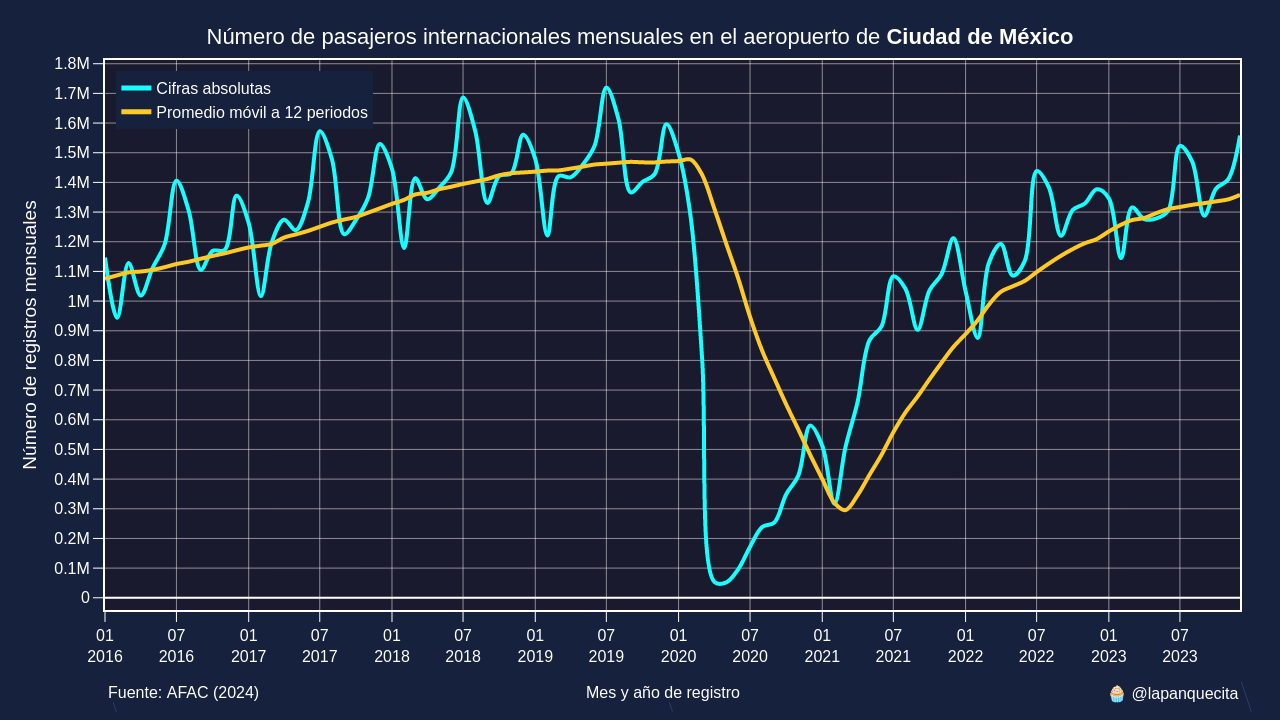 Número de pasajeros internacionales mensuales en el aeropuerto de Ciudad de México
Número de registros mensuales
1.8M
1.7M
1.6M
1.5M
1.4M
1.3M
1.2M
1.1M
1M
0.9M
0.8M
0.7M
0.6M
0.5M
0.4M
0.3M
0.2M
0.1M
0
Cifras absolutas
Promedio móvil a 12 periodos
01 07 01 07 01 07 01 07 01 07 01 07 01 07 01 07
2016 2016 2017 2017 2018 2018 2019 2019 2020 2020 2021 2021 2022 2022 2023 2023
Fuente: AFAC (2024) Mes y año de registro 🧁 @lapanquecita